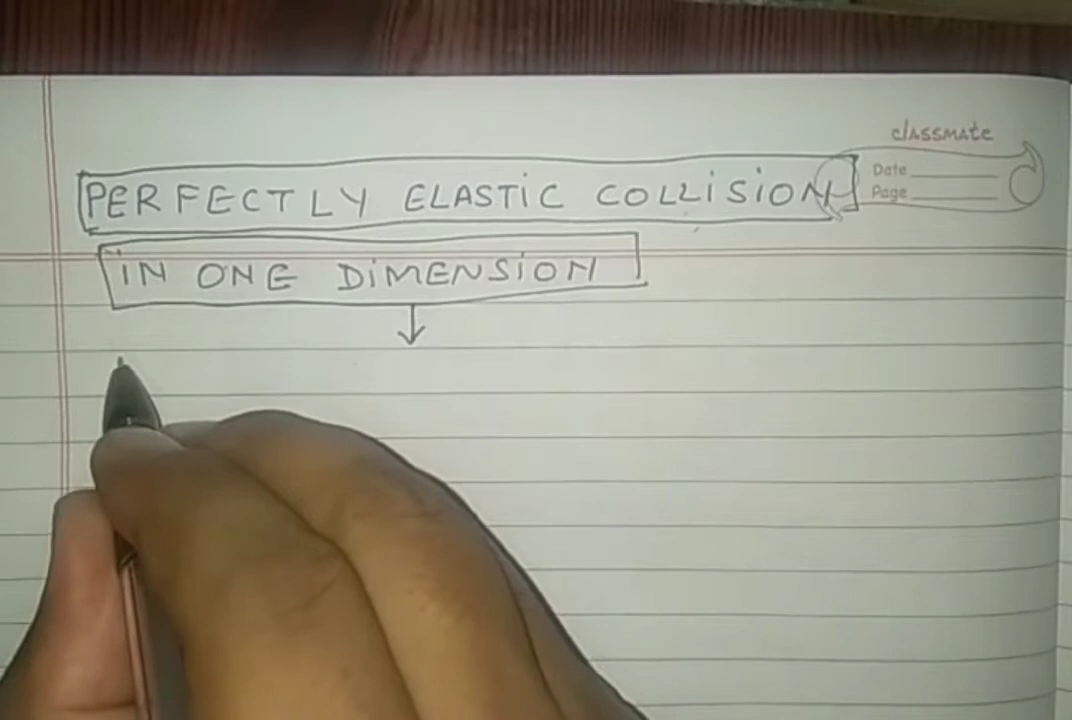 classmate
Date
Page
PERFECTLY ELASTIC COLLISION
IN ONE DIMENSION